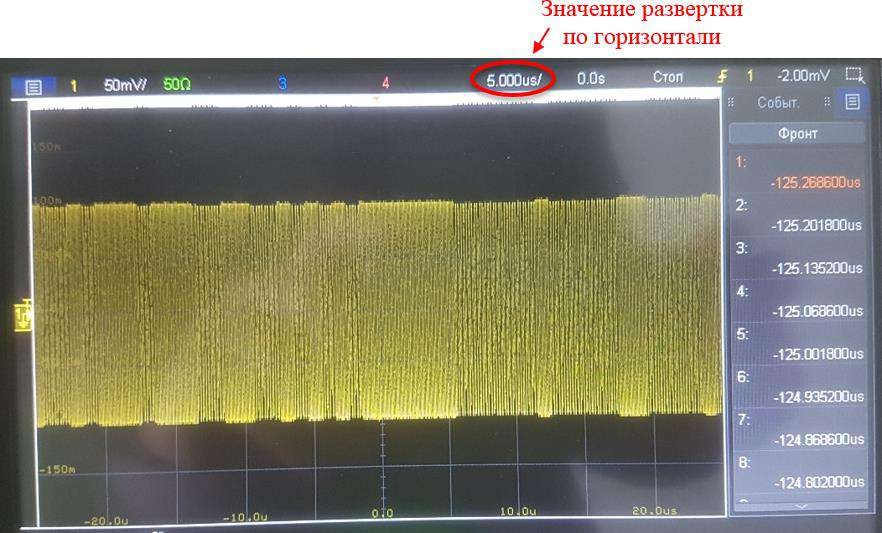 Значение развертки
по горизонтали
1 50mV/ 50Ω 3 4 5.000us/ 0.0s Стоп 1 -2.00mV
Событ.
Фронт
150m
100m
-150m
-20.0u -10.0u 0.0 10.0u 20.0us
1:
-125.268600us
2:
-125.201800us
3:
-125.135200us
4:
-125.068600us
5:
-125.001800us
6:
-124.935200us
7:
-124.868600us
8:
-124.802000us